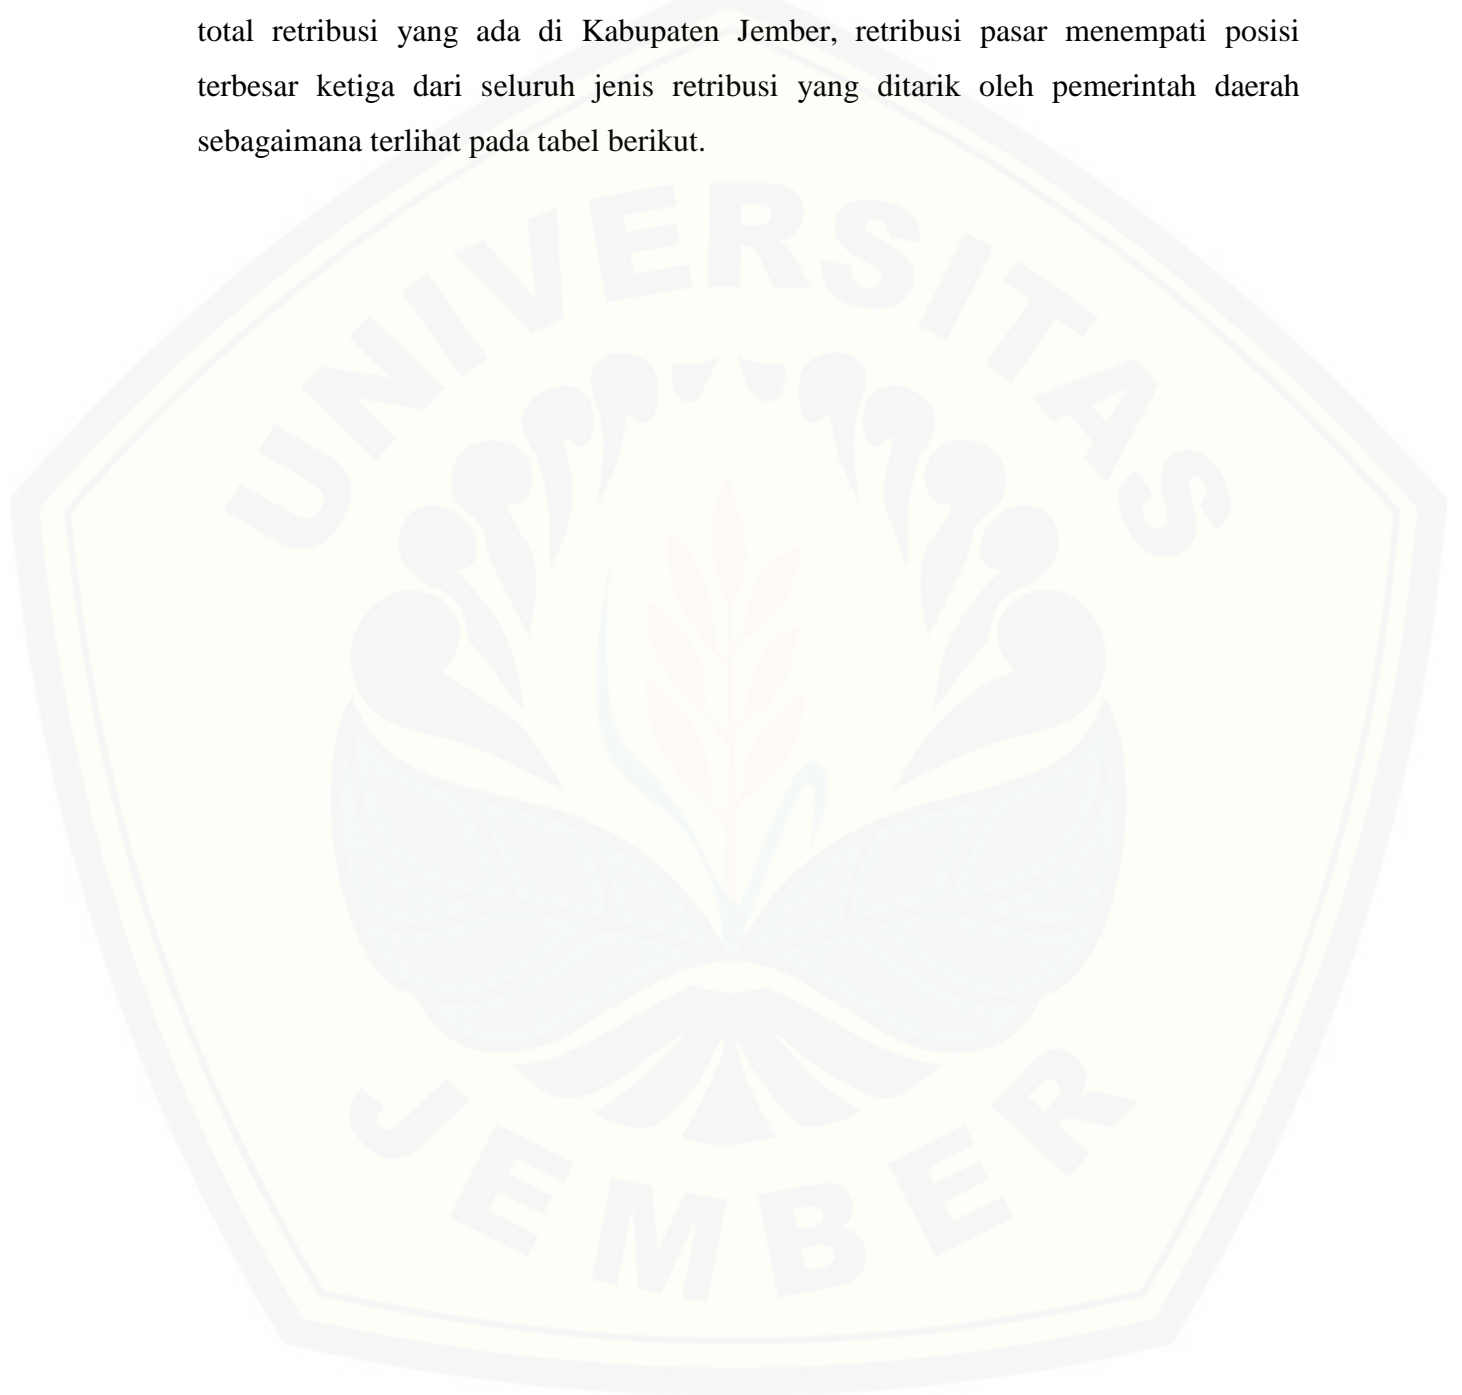 total retribusi yang ada di Kabupaten Jember, retribusi pasar menempati posisi
terbesar ketiga dari seluruh jenis retribusi yang ditarik oleh pemerintah daerah
sebagaimana terlihat pada tabel berikut.
UNIVERSITAS
JEMBER